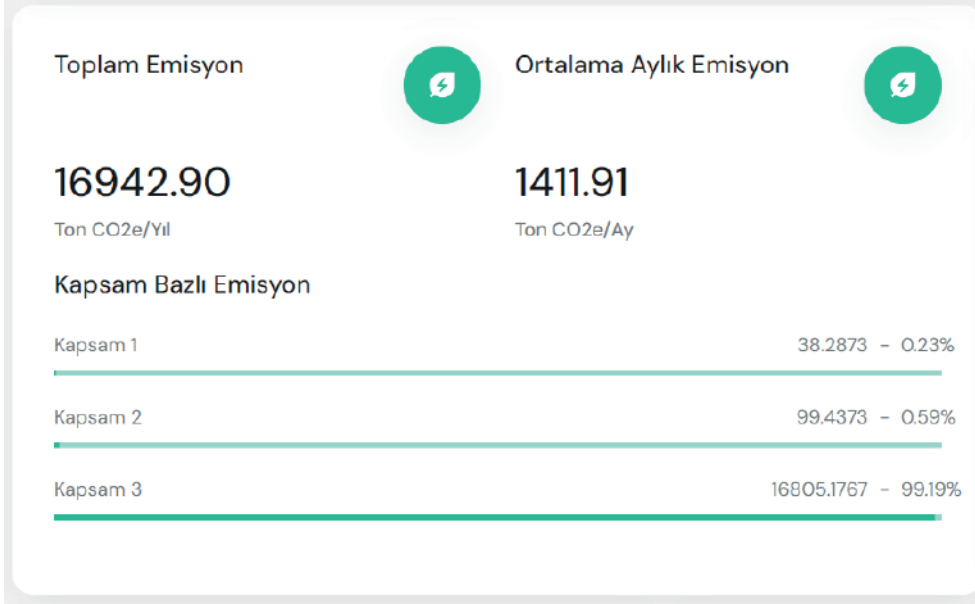 Toplam Emisyon
Ortalama Aylık Emisyon
16942.90
1411.91
Ton CO2e/Yıl
Ton CO2e/Ay
Kapsam Bazlı Emisyon
Kapsam 1 38.2873 - 0.23%
Kapsam 2 99.4373 - 0.59%
Kapsam 3 16805.1767 - 99.19%